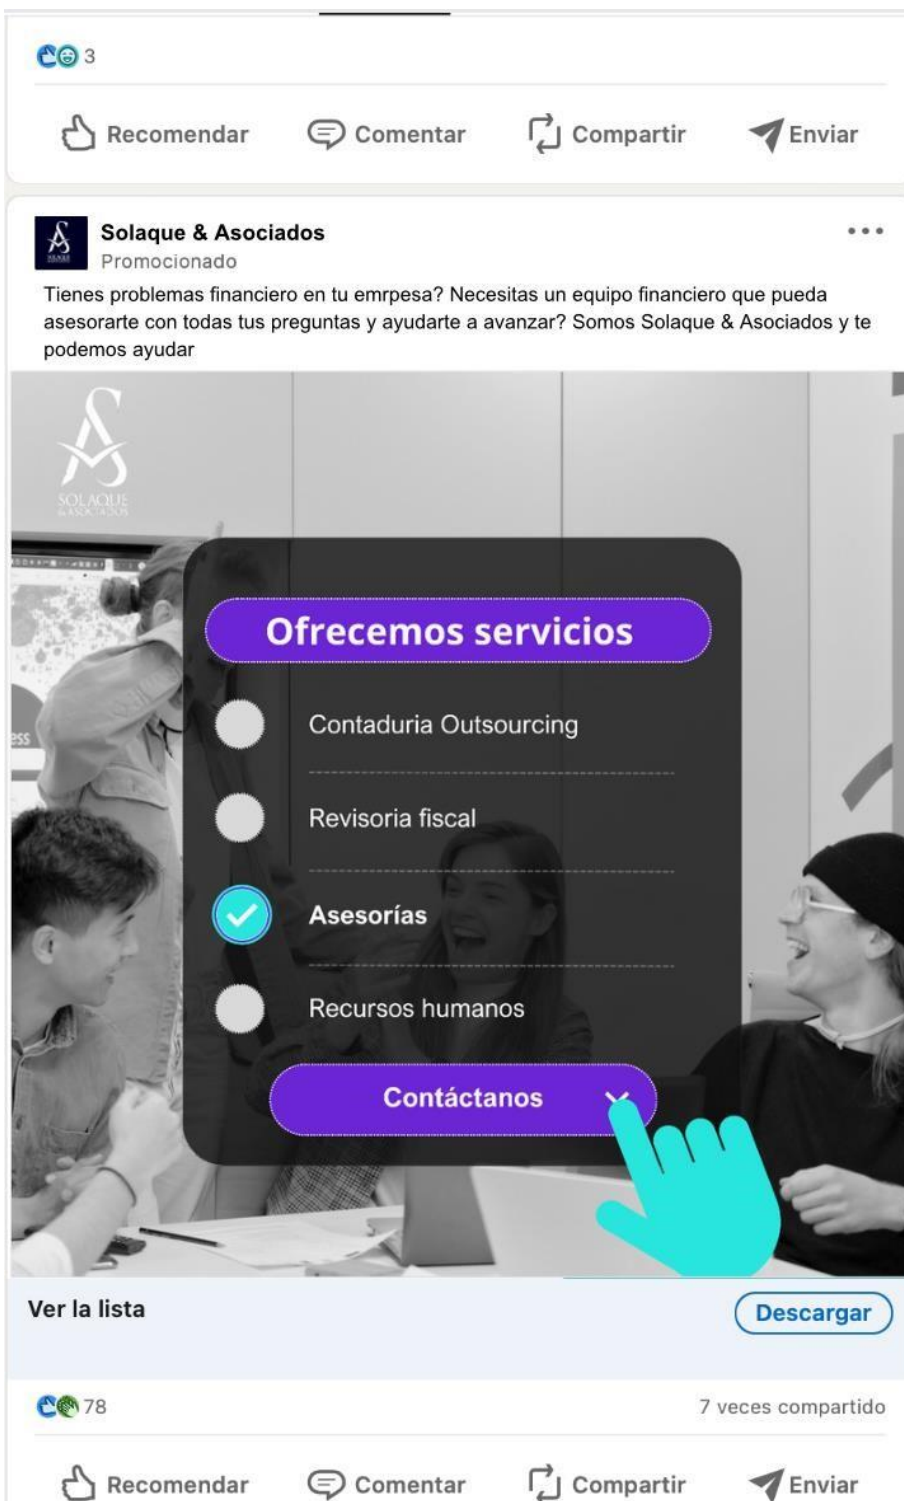 3
Recomendar Comentar Compartir Enviar
Solaque & Asociados
Promocionado
Tienes problemas financiero en tu emrpesa? Necesitas un equipo financiero que pueda
asesorarte con todas tus preguntas y ayudarte a avanzar? Somos Solaque & Asociados y te
podemos ayudar
SOLAQUE
& ASOCIADOS
Ofrecemos servicios
Contaduria Outsourcing
Revisoria fiscal
Asesorías
Recursos humanos
Contáctanos
Ver la lista
Descargar
78
7 veces compartido
Recomendar Comentar Compartir Enviar